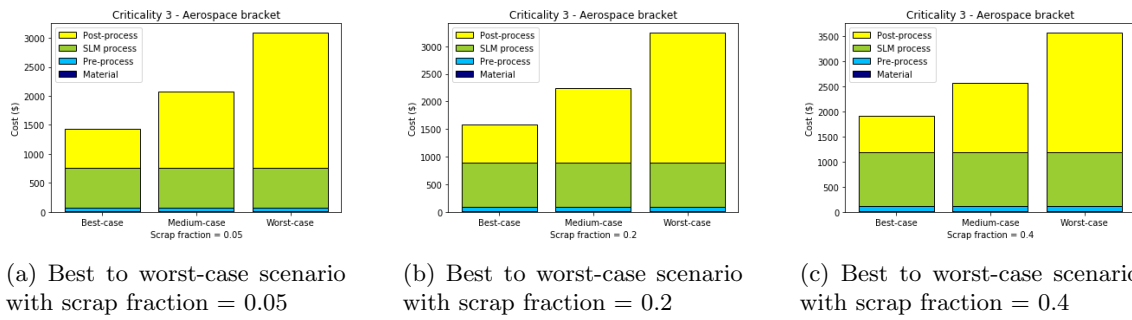 Criticality 3 - Aerospace bracket
3000
2500
2000
1500
1000
500
0
Cost ($)
Post-process
SLM process
Pre-process
Material
Best-case
Medium-case
Worst-case
Scrap fraction = 0.05
(a) Best to worst-case scenario
with scrap fraction = 0.05
Criticality 3 - Aerospace bracket
3000
2500
2000
1500
1000
500
0
Cost ($)
Post-process
SLM process
Pre-process
Material
Best-case
Medium-case
Worst-case
Scrap fraction = 0.2
(b) Best to worst-case scenario
with scrap fraction = 0.2
Criticality 3 - Aerospace bracket
3500
3000
2500
2000
1500
1000
500
0
Cost ($)
Post-process
SLM process
Pre-process
Material
Best-case
Medium-case
Worst-case
Scrap fraction = 0.4
(c) Best to worst-case scenario
with scrap fraction = 0.4